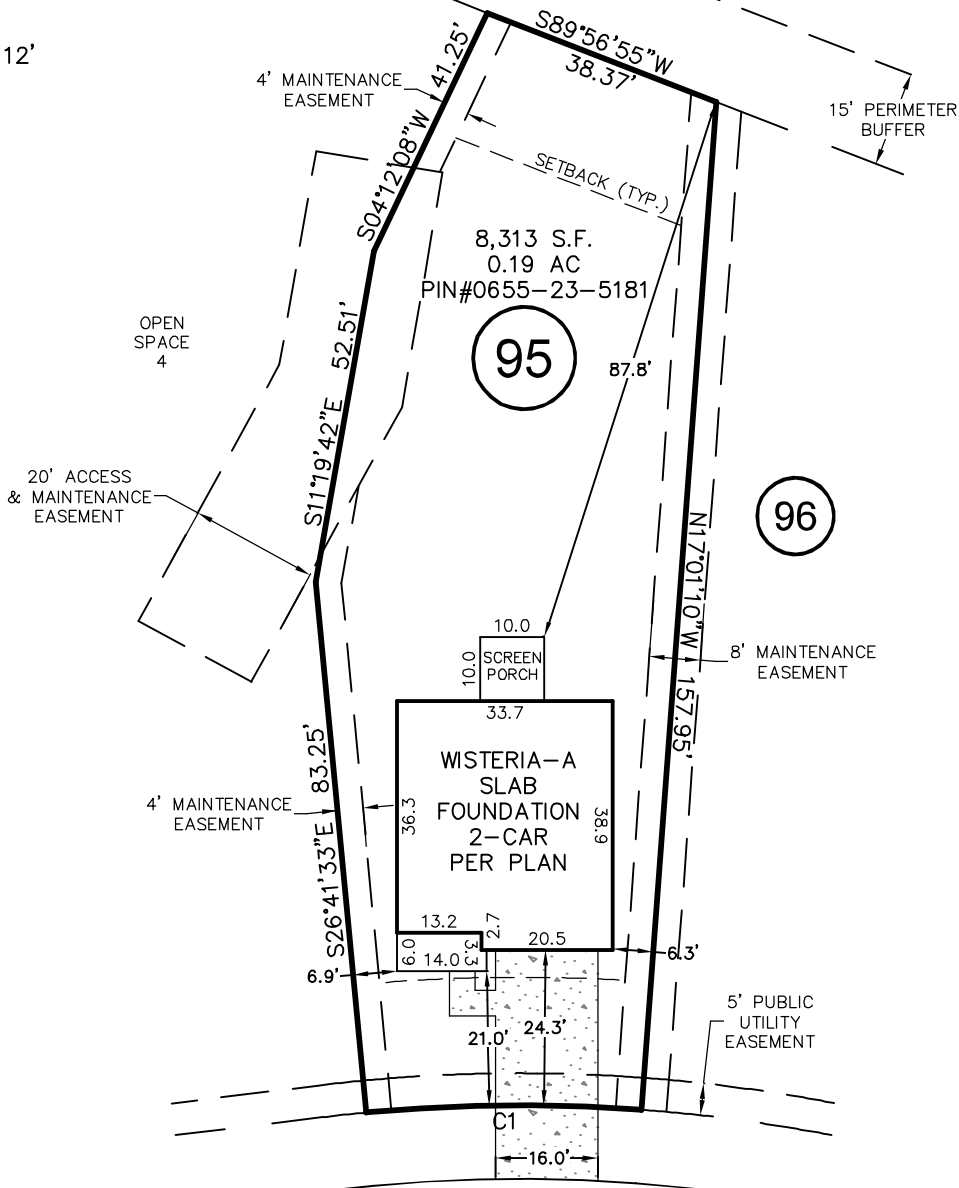 12'
S89°56'55"W
38.37'
4' MAINTENANCE
EASEMENT
41.25'
S04°12'08"W
15' PERIMETER
BUFFER
SETBACK (TYP.)
8,313 S.F.
0.19 AC
PIN#0655-23-5181
95
87.8'
OPEN
SPACE
4
52.51'
S11°19'42"E
20' ACCESS
& MAINTENANCE
EASEMENT
96
N17°01'10"W 157.95'
8' MAINTENANCE
EASEMENT
10.0
10.0
SCREEN
PORCH
33.7
WISTERIA-A
SLAB
FOUNDATION
2-CAR
PER PLAN
36.3
38.9
83.25'
S26°41'33"E
4' MAINTENANCE
EASEMENT
13.2
2.7
20.5
6.0
14.0
3.3
6.9'
6.3'
21.0'
24.3'
5' PUBLIC
UTILITY
EASEMENT
C1
16.0'